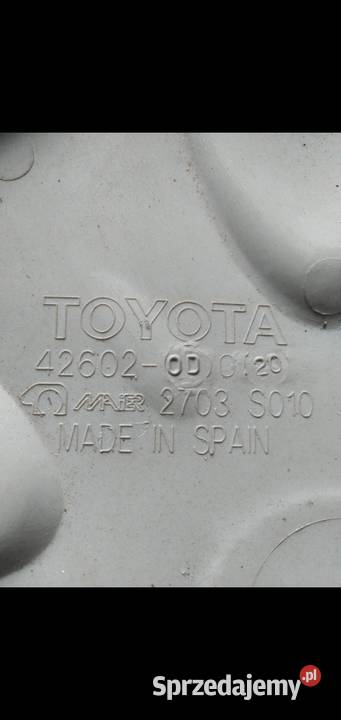 TOYOTA
42602-0D
MAIER 2703 S010
MADE IN SPAIN
Sprzedajemy.pl